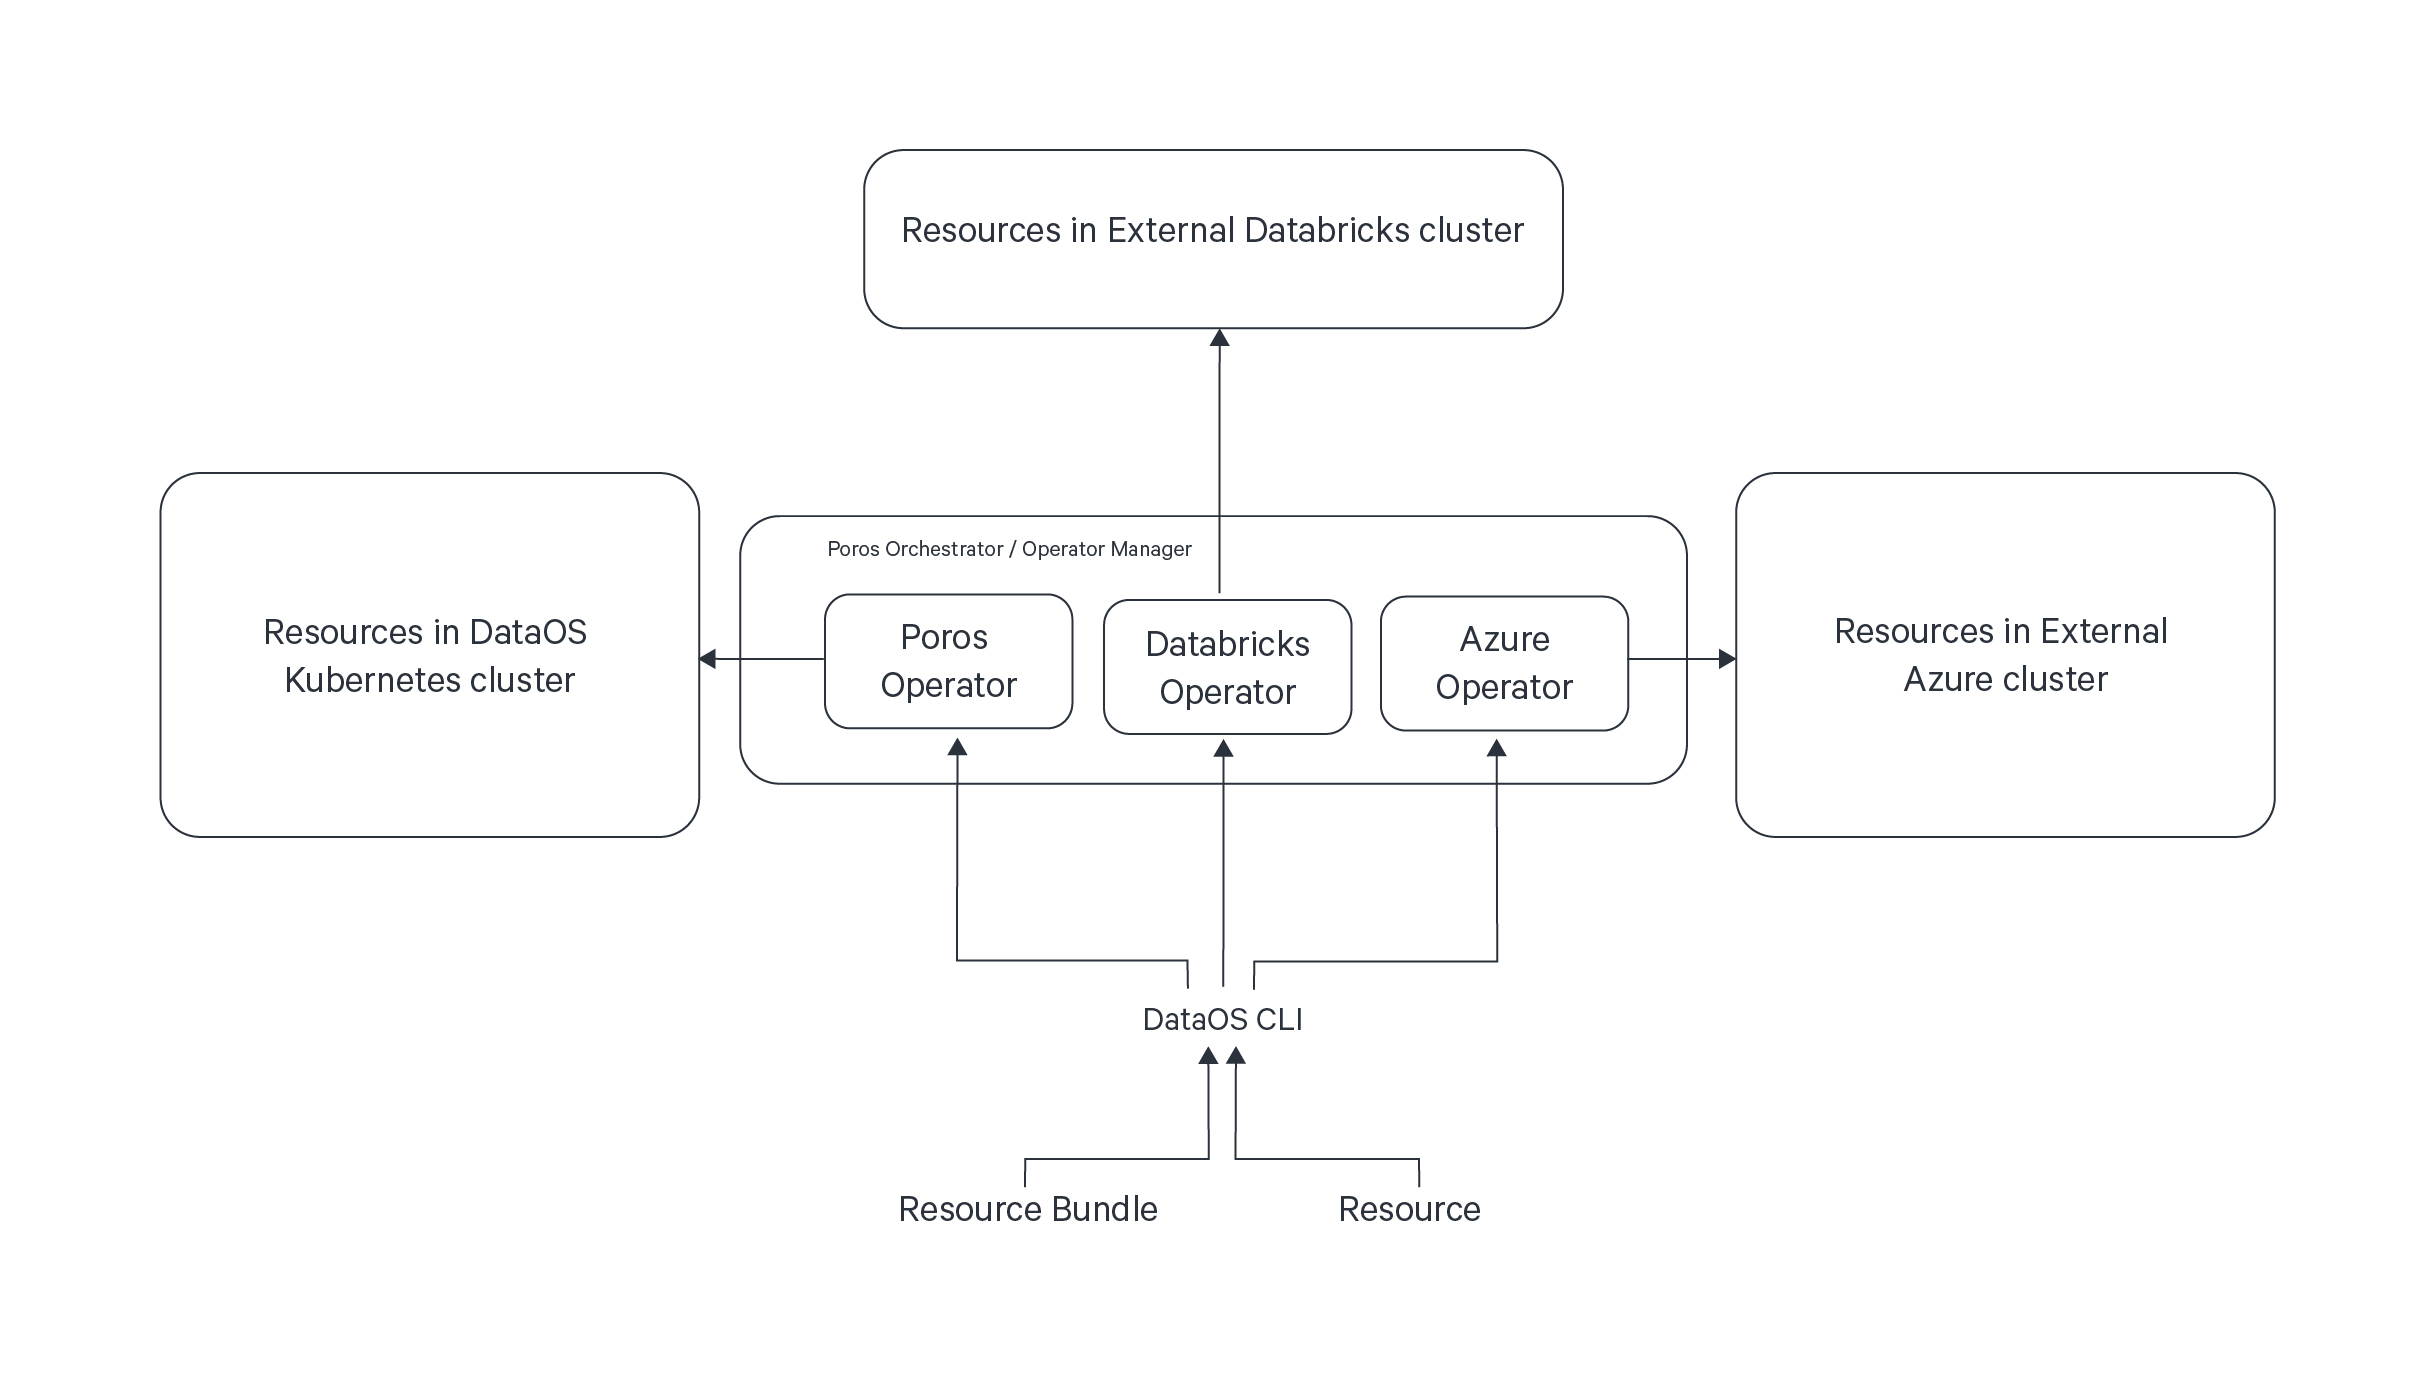 Resources in External Databricks cluster
Poros Orchestrator / Operator Manager
Resources in DataOS
Kubernetes cluster
Poros
Operator
Databricks
Operator
Azure
Operator
Resources in External
Azure cluster
DataOS CLI
Resource Bundle
Resource